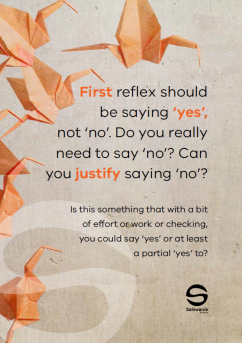 First reflex should
be saying ‘yes’,
not ‘no’. Do you really
need to say ‘no’? Can
you justify saying ‘no’?
Is this something that with a bit
of effort or work or checking,
you could say ‘yes’ or at least
a partial ‘yes’ to?